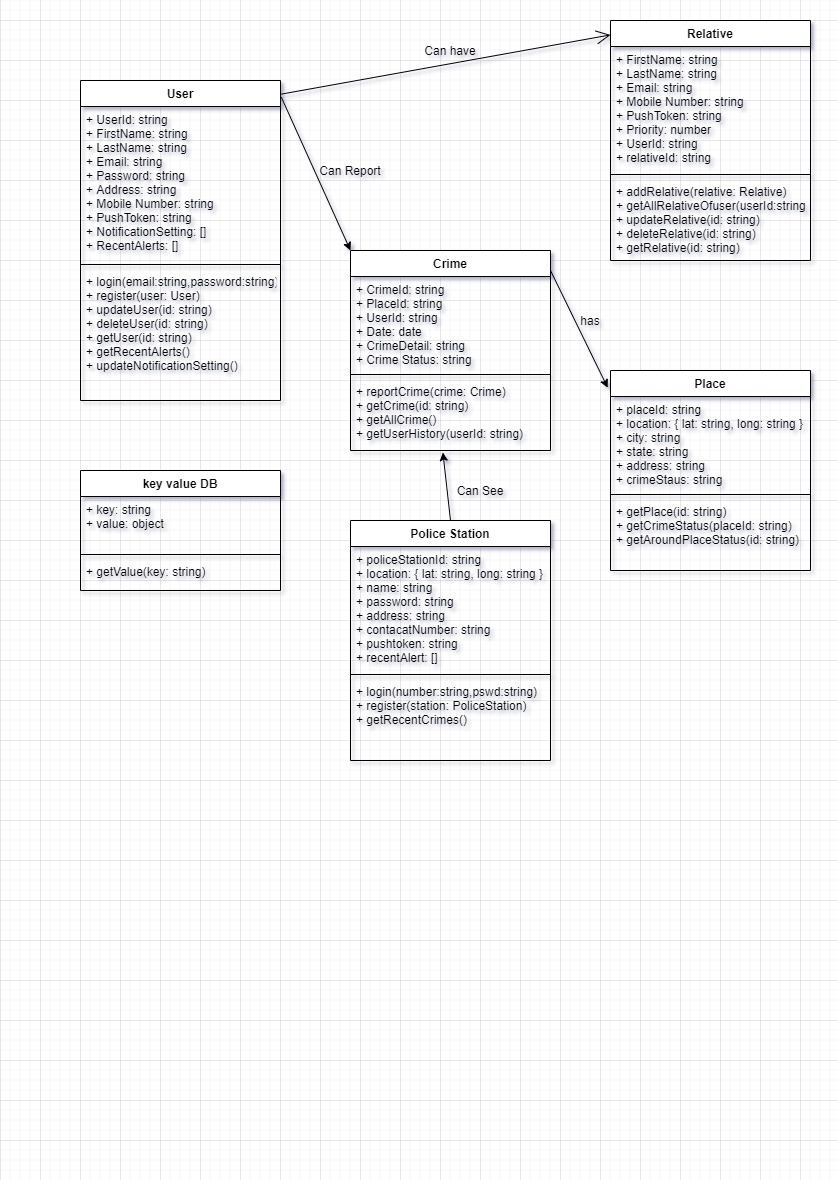 Relative
+ FirstName: string
+ LastName: string
+ Email: string
+ Mobile Number: string
+ PushToken: string
+ Priority: number
+ UserId: string
+ relativeId: string
+ addRelative(relative: Relative)
+ getAllRelativeOfuser(userId:string
+ updateRelative(id: string)
+ deleteRelative(id: string)
+ getRelative(id: string)
Can have
User
+ UserId: string
+ FirstName: string
+ LastName: string
+ Email: string
+ Password: string
+ Address: string
+ Mobile Number: string
+ PushToken: string
+ NotificationSetting: []
+ RecentAlerts: []
+ login(email:string,password:string)
+ register(user: User)
+ updateUser(id: string)
+ deleteUser(id: string)
+ getUser(id: string)
+ getRecentAlerts()
+ updateNotificationSetting()
Can Report
Crime
+ CrimeId: string
+ PlaceId: string
+ UserId: string
+ Date: date
+ CrimeDetail: string
+ Crime Status: string
+ reportCrime(crime: Crime)
+ getCrime(id: string)
+ getAllCrime()
+ getUserHistory(userId: string)
has
Place
+ placeId: string
+ location: { lat: string, long: string }
+ city: string
+ state: string
+ address: string
+ crimeStaus: string
+ getPlace(id: string)
+ getCrimeStatus(placeId: string)
+ getAroundPlaceStatus(id: string)
key value DB
+ key: string
+ value: object
+ getValue(key: string)
Can See
Police Station
+ policeStationId: string
+ location: { lat: string, long: string }
+ name: string
+ password: string
+ address: string
+ contacatNumber: string
+ pushtoken: string
+ recentAlert: []
+ login(number:string,pswd:string)
+ register(station: PoliceStation)
+ getRecentCrimes()